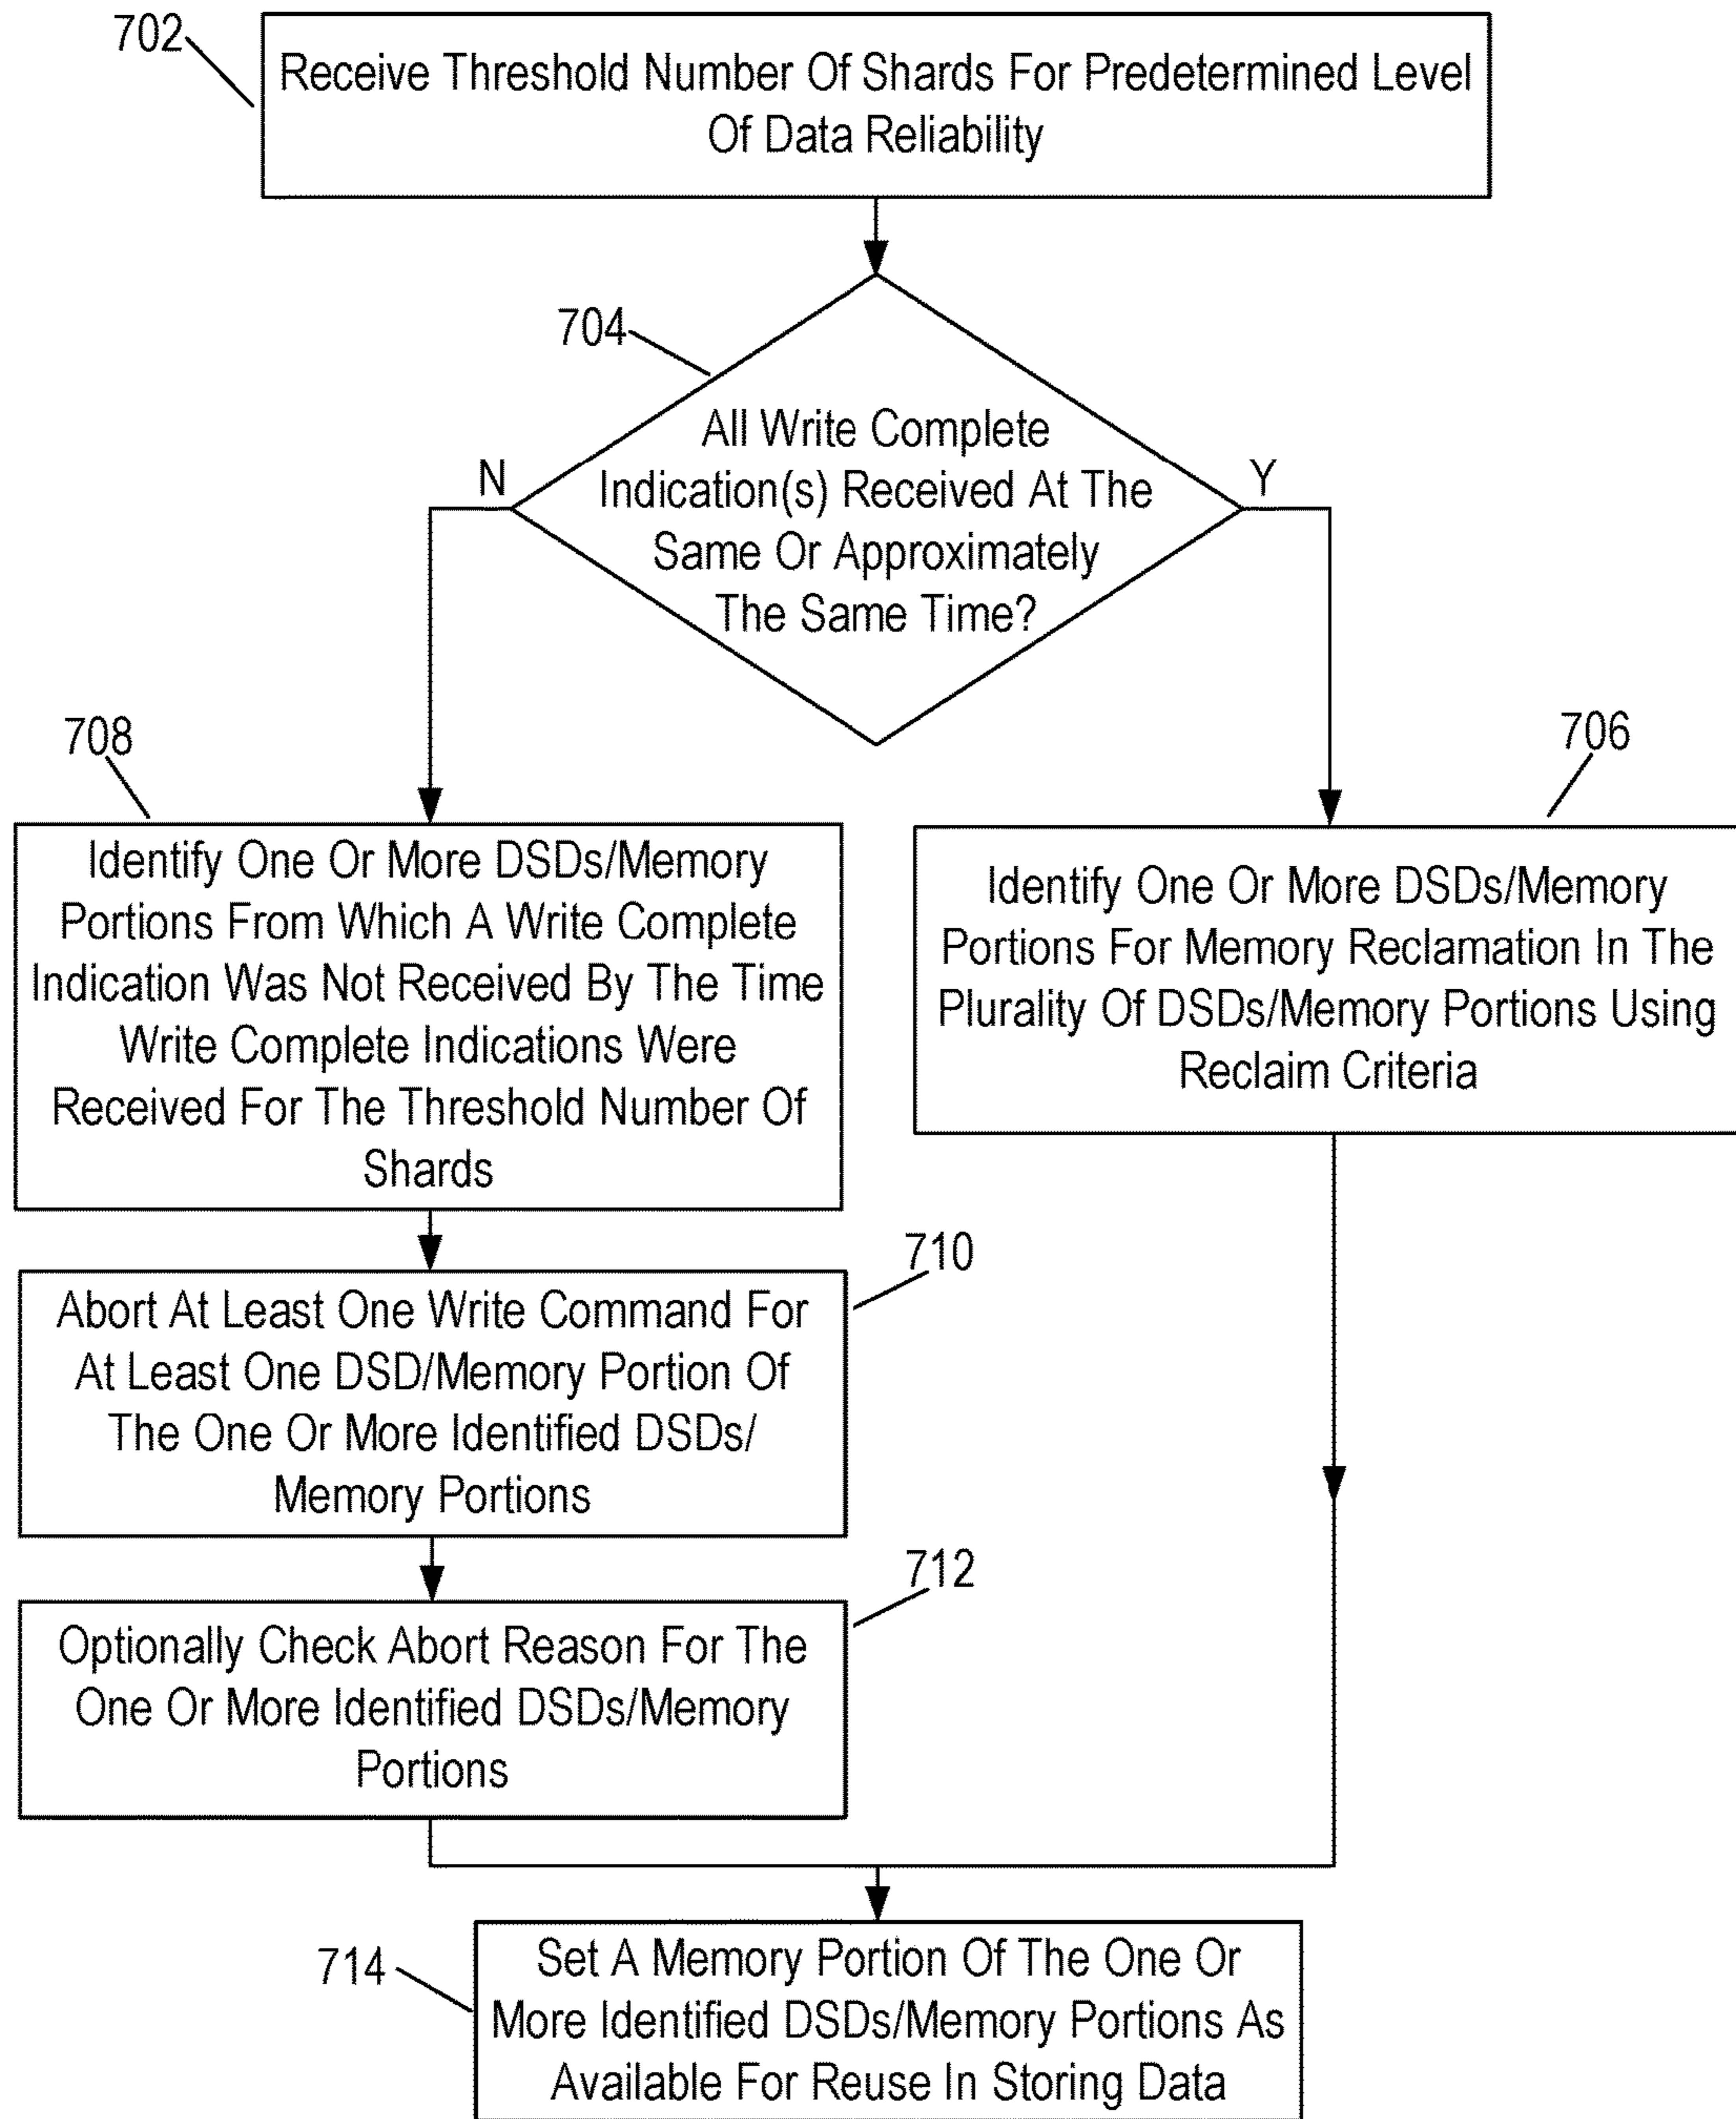 702
Receive Threshold Number Of Shards For Predetermined Level
Of Data Reliability
704
All Write Complete
Indication(s) Received At The
Same Or Approximately
The Same Time?
N
Y
708
Identify One Or More DSDs/Memory
Portions From Which A Write Complete
Indication Was Not Received By The Time
Write Complete Indications Were
Received For The Threshold Number Of
Shards
706
Identify One Or More DSDs/Memory
Portions For Memory Reclamation In The
Plurality Of DSDs/Memory Portions Using
Reclaim Criteria
710
Abort At Least One Write Command For
At Least One DSD/Memory Portion Of
The One Or More Identified DSDs/
Memory Portions
712
Optionally Check Abort Reason For The
One Or More Identified DSDs/Memory
Portions
714
Set A Memory Portion Of The One Or
More Identified DSDs/Memory Portions As
Available For Reuse In Storing Data